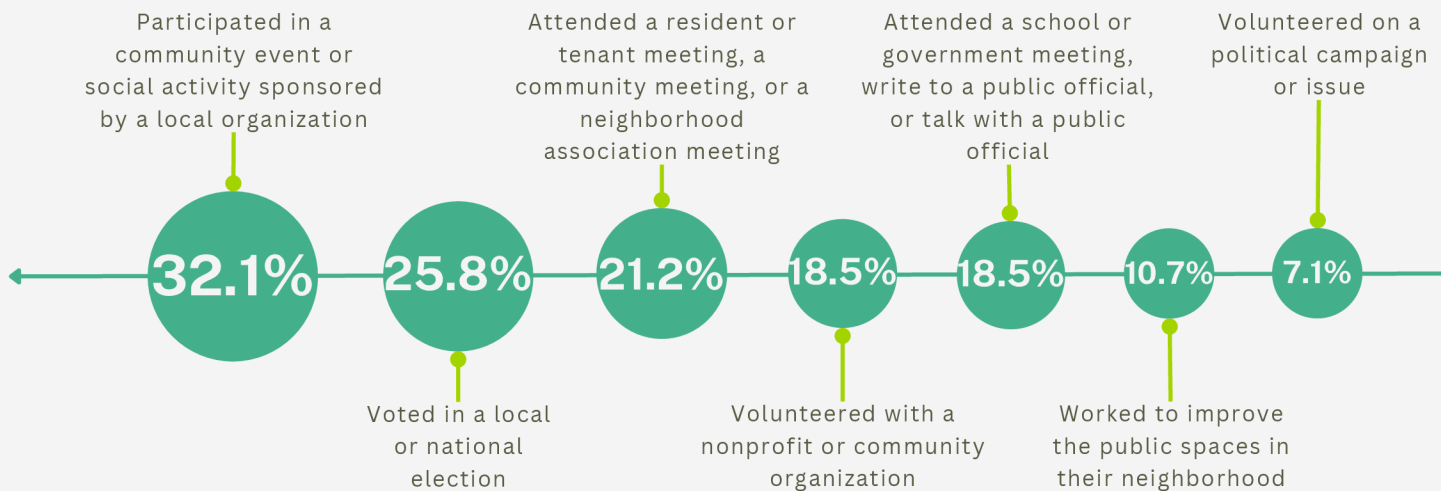 Participated in a
community event or
social activity sponsored
by a local organization
Attended a resident or
tenant meeting, a
community meeting, or a
neighborhood
association meeting
Attended a school or
government meeting,
write to a public official,
or talk with a public
official
Volunteered on a
political campaign
or issue
32.1%
25.8%
21.2%
18.5%
18.5%
10.7%
7.1%
Voted in a local
or national
election
Volunteered with a
nonprofit or community
organization
Worked to improve
the public spaces in
their neighborhood